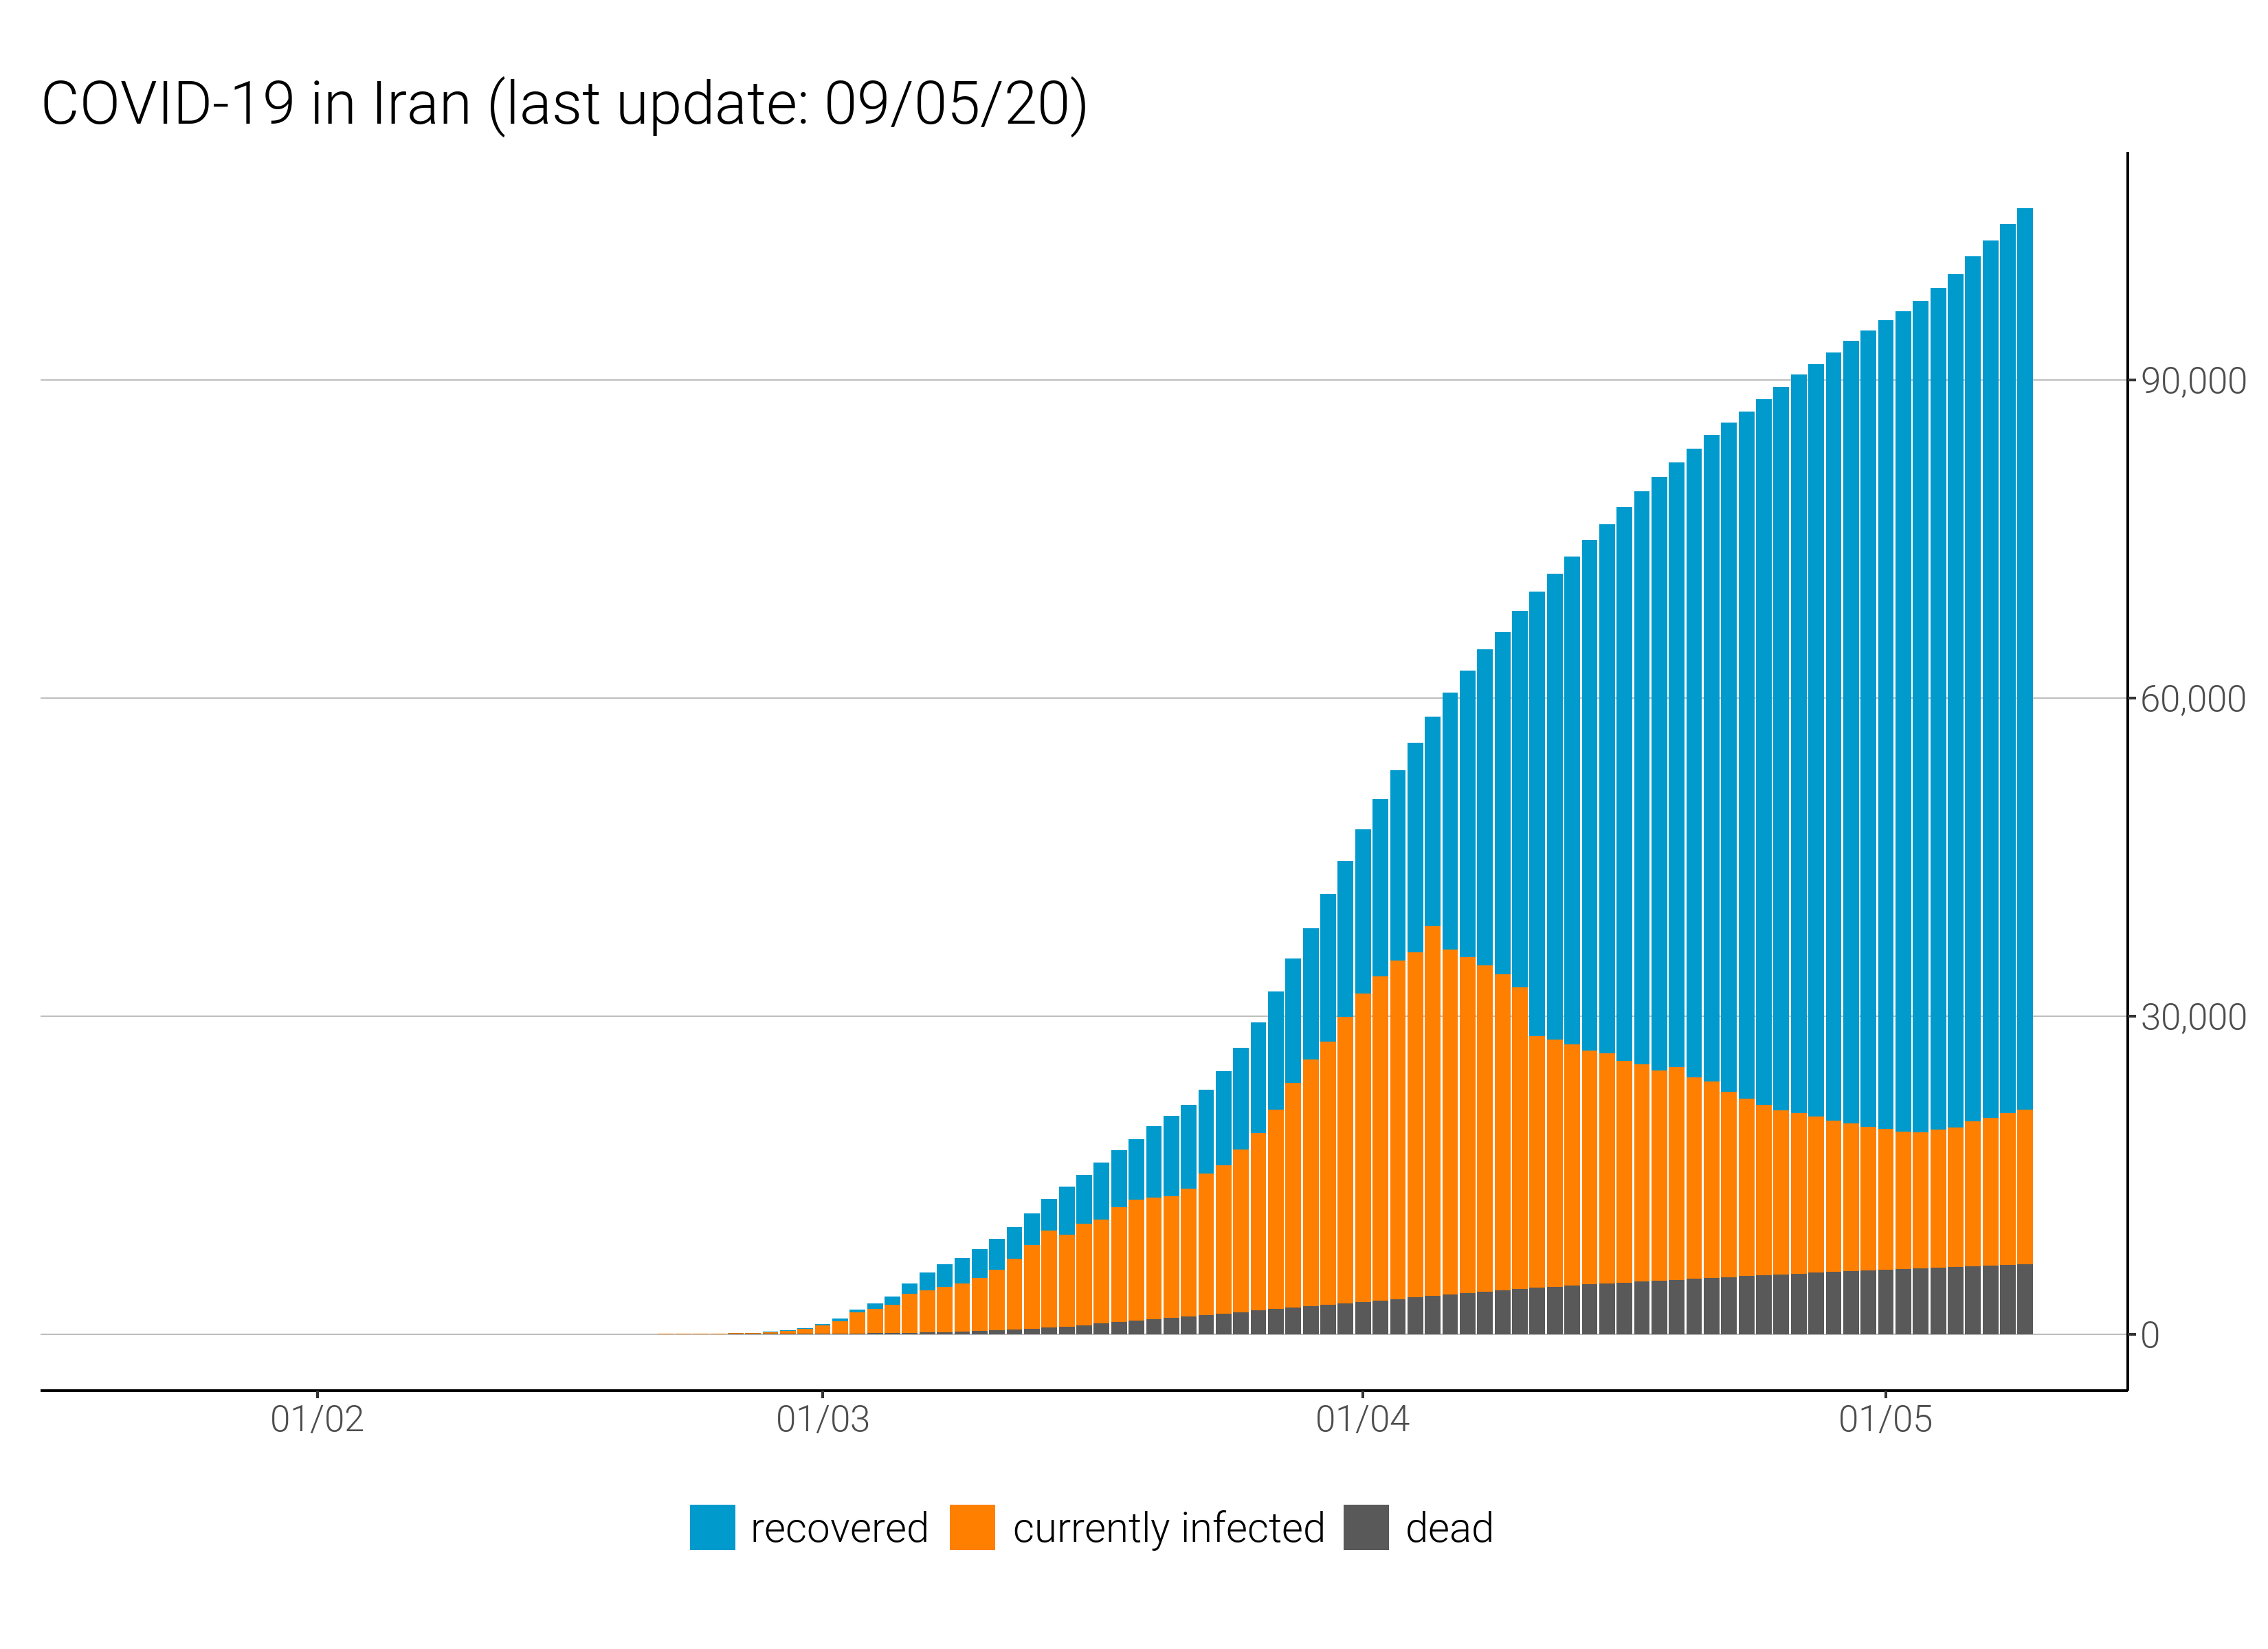 COVID-19 in Iran (last update: 09/05/20)
90,000
60,000
30,000
0
01/02 01/03 01/04 01/05
recovered currently infected dead